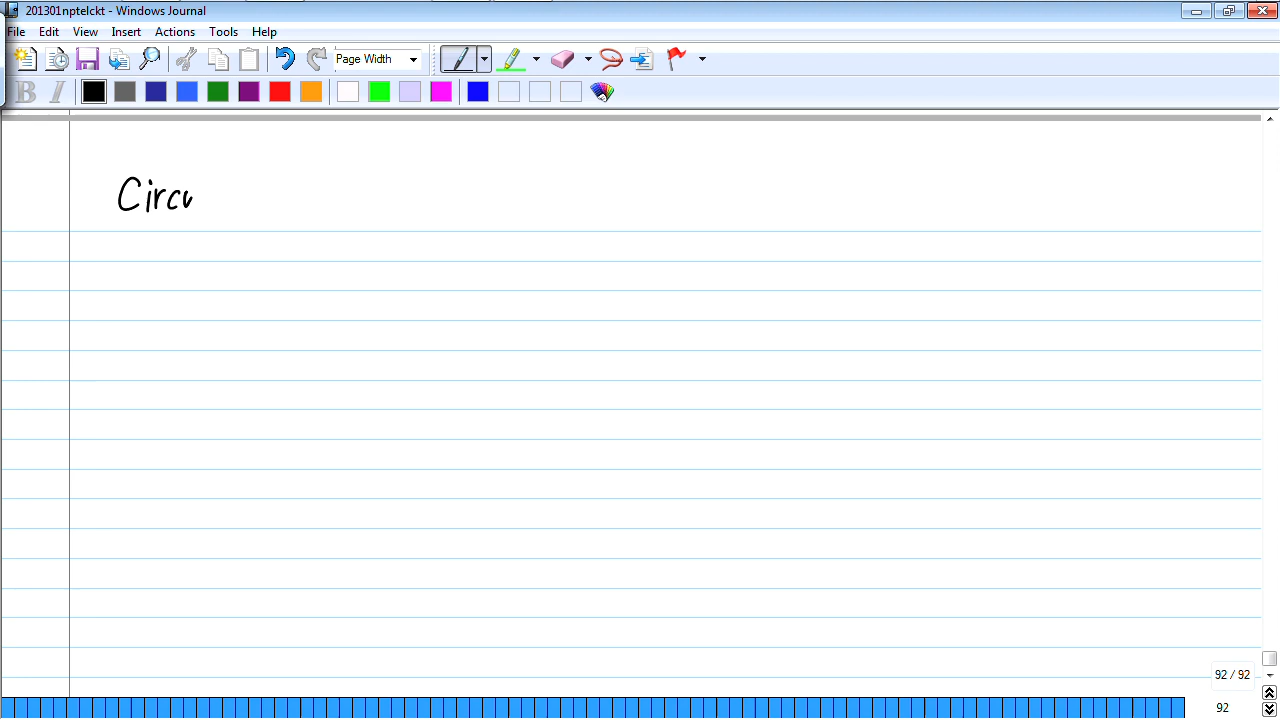 201301nptelckt - Windows Journal
File Edit View Insert Actions Tools Help
Page Width
B I
Circu
92 / 92
92